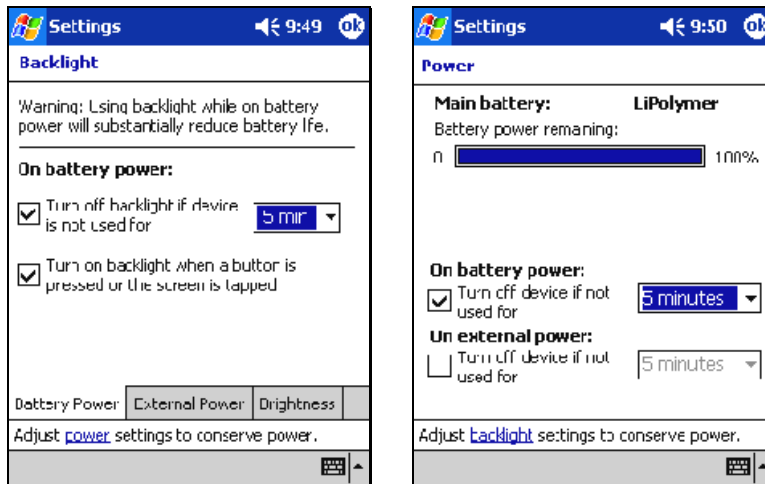 Settings 9:49 ok
Backlight
Warning: Using backlight while on battery
power will substantially reduce battery life.
On battery power:
Turn off backlight if device
is not used for
5 min
Turn on backlight when a button is
pressed or the screen is tapped
Battery Power External Power Brightness
Adjust power settings to conserve power.
Settings 9:50 ok
Power
Main battery: LiPolymer
Battery power remaining:
0 100%
On battery power:
Turn off device if not
used for
5 minutes
On external power:
Turn off device if not
used for
5 minutes
Adjust backlight settings to conserve power.